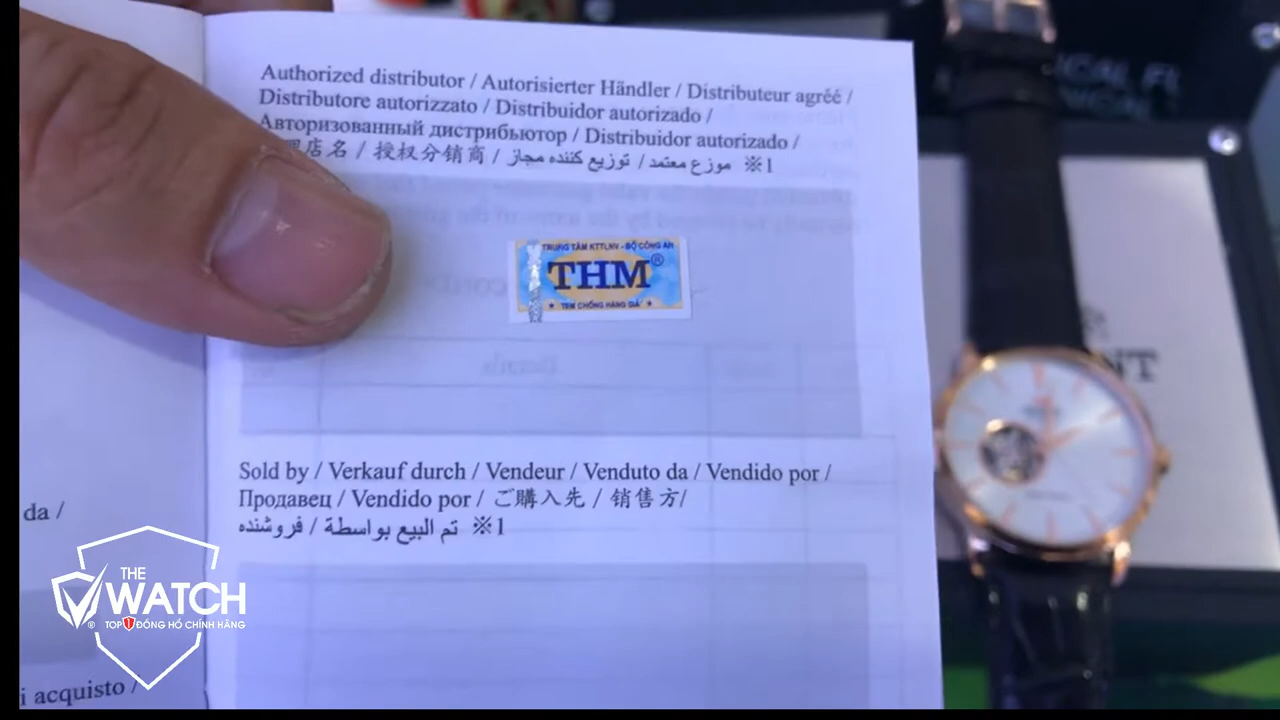 Authorized distributor / Autorisierter Händler / Distributeur agréé /
Distributore autorizzato / Distribuidor autorizado /
Авторизованный дистрибьютор / Distribuidor autorizado /
店名 / 授权分销商 / توزیع کننده مجاز / موزع معتمد ※1
TRUNG TÂM KTTLNV - BỘ CÔNG AN
THM®
★ TEM CHỐNG HÀNG GIẢ ★
Sold by / Verkauf durch / Vendeur / Venduto da / Vendido por /
Продавец / Vendido por / ご購入先 / 销售方/
فروشنده / تم البيع بواسطة ※1
da /
i acquisto /
THE
WATCH®
TOP 1 ĐỒNG HỒ CHÍNH HÃNG